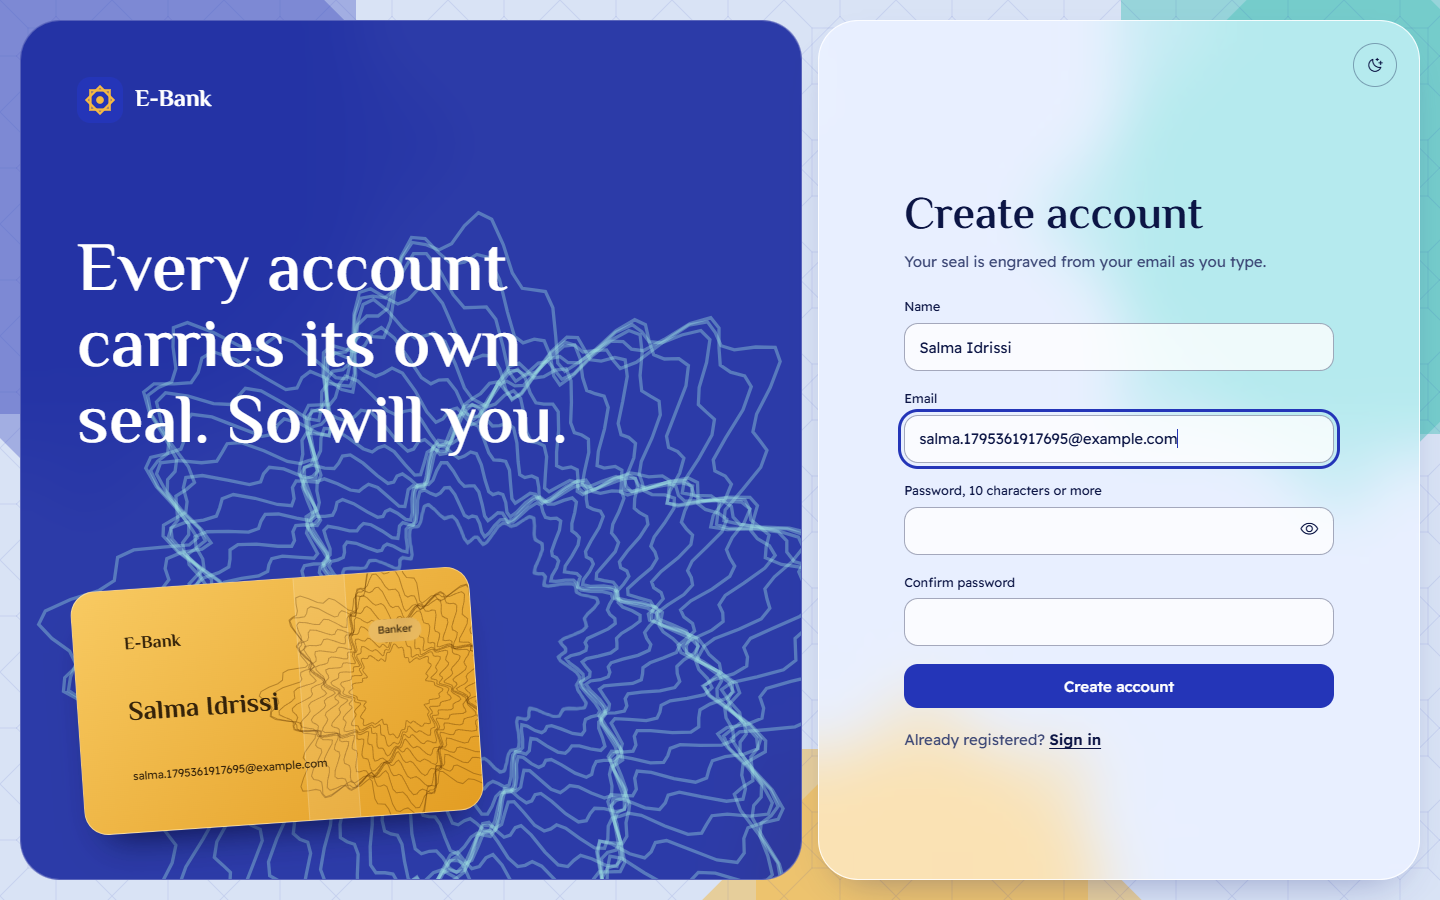 E-Bank
Every account
carries its own
seal. So will you.
E-Bank
Banker
Salma Idrissi
salma.1795361917695@example.com
Create account
Your seal is engraved from your email as you type.
Name
Salma Idrissi
Email
salma.1795361917695@example.com
Password, 10 characters or more
Confirm password
Create account
Already registered? Sign in